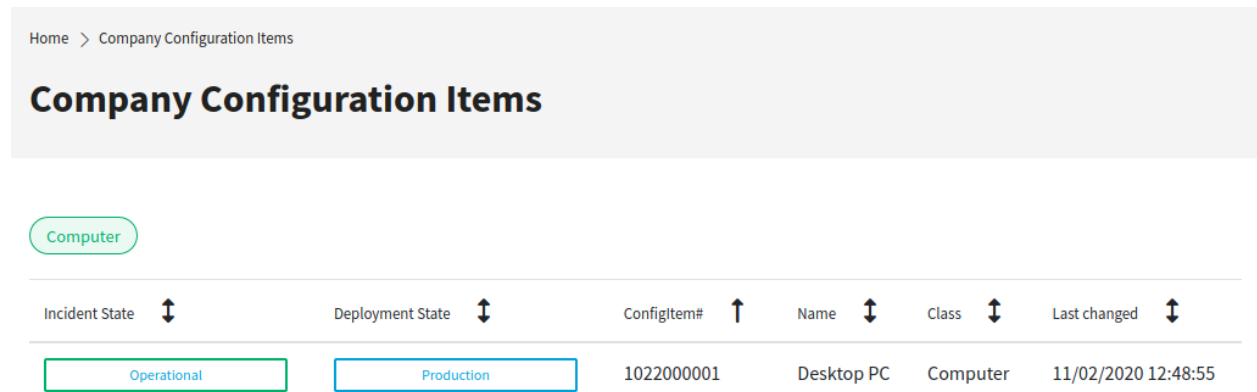 Home > Company Configuration Items
Company Configuration Items
Computer
Incident State Deployment State ConfigItem# Name Class Last changed
Operational Production 1022000001 Desktop PC Computer 11/02/2020 12:48:55